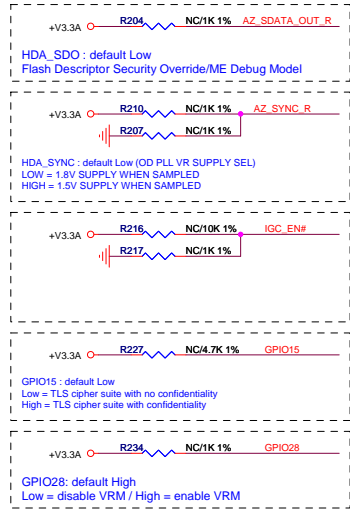 R204 NC/1K 1% AZ_SDATA_OUT_R
+V3.3A
HDA_SDO : default Low
Flash Descriptor Security Override/ME Debug Model
R210 NC/1K 1% AZ_SYNC_R
+V3.3A
R207 NC/1K 1%
HDA_SYNC : default Low (OD PLL VR SUPPLY SEL)
LOW = 1.8V SUPPLY WHEN SAMPLED
HIGH = 1.5V SUPPLY WHEN SAMPLED
R216 NC/10K 1% IGC_EN#
+V3.3A
R217 NC/1K 1%
R227 NC/4.7K 1% GPIO15
+V3.3A
GPIO15 : default Low
Low = TLS cipher suite with no confidentiality
High = TLS cipher suite with confidentiality
R234 NC/1K 1% GPIO28
+V3.3A
GPIO28: default High
Low = disable VRM / High = enable VRM